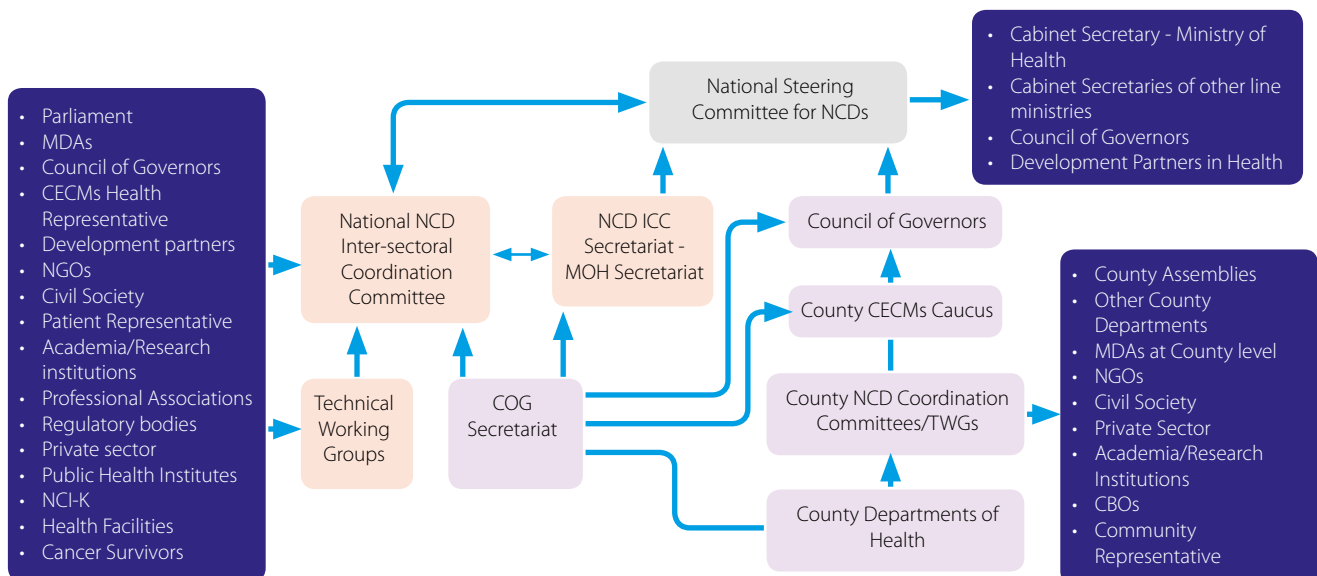 • Parliament
• MDAs
• Council of Governors
• CECMs Health
Representative
• Development partners
• NGOs
• Civil Society
• Patient Representative
• Academia/Research
institutions
• Professional Associations
• Regulatory bodies
• Private sector
• Public Health Institutes
• NCI-K
• Health Facilities
• Cancer Survivors
National Steering
Committee for NCDs
• Cabinet Secretary - Ministry of
Health
• Cabinet Secretaries of other line
ministries
• Council of Governors
• Development Partners in Health
National NCD
Inter-sectoral
Coordination
Committee
NCD ICC
Secretariat -
MOH Secretariat
Council of Governors
County CECMs Caucus
Technical
Working
Groups
COG
Secretariat
County NCD Coordination
Committees/TWGs
County Departments of
Health
• County Assemblies
• Other County
Departments
• MDAs at County level
• NGOs
• Civil Society
• Private Sector
• Academia/Research
Institutions
• CBOs
• Community
Representative